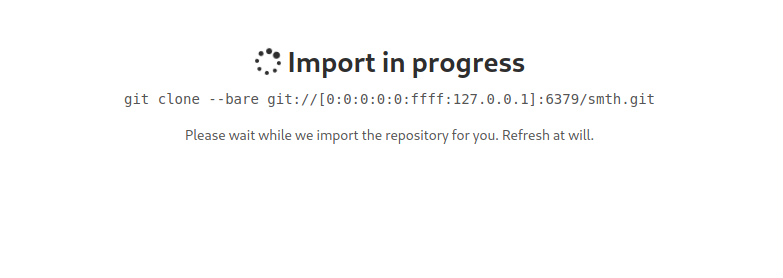 Import in progress
git clone --bare git://[0:0:0:0:0:ffff:127.0.0.1]:6379/smth.git
Please wait while we import the repository for you. Refresh at will.